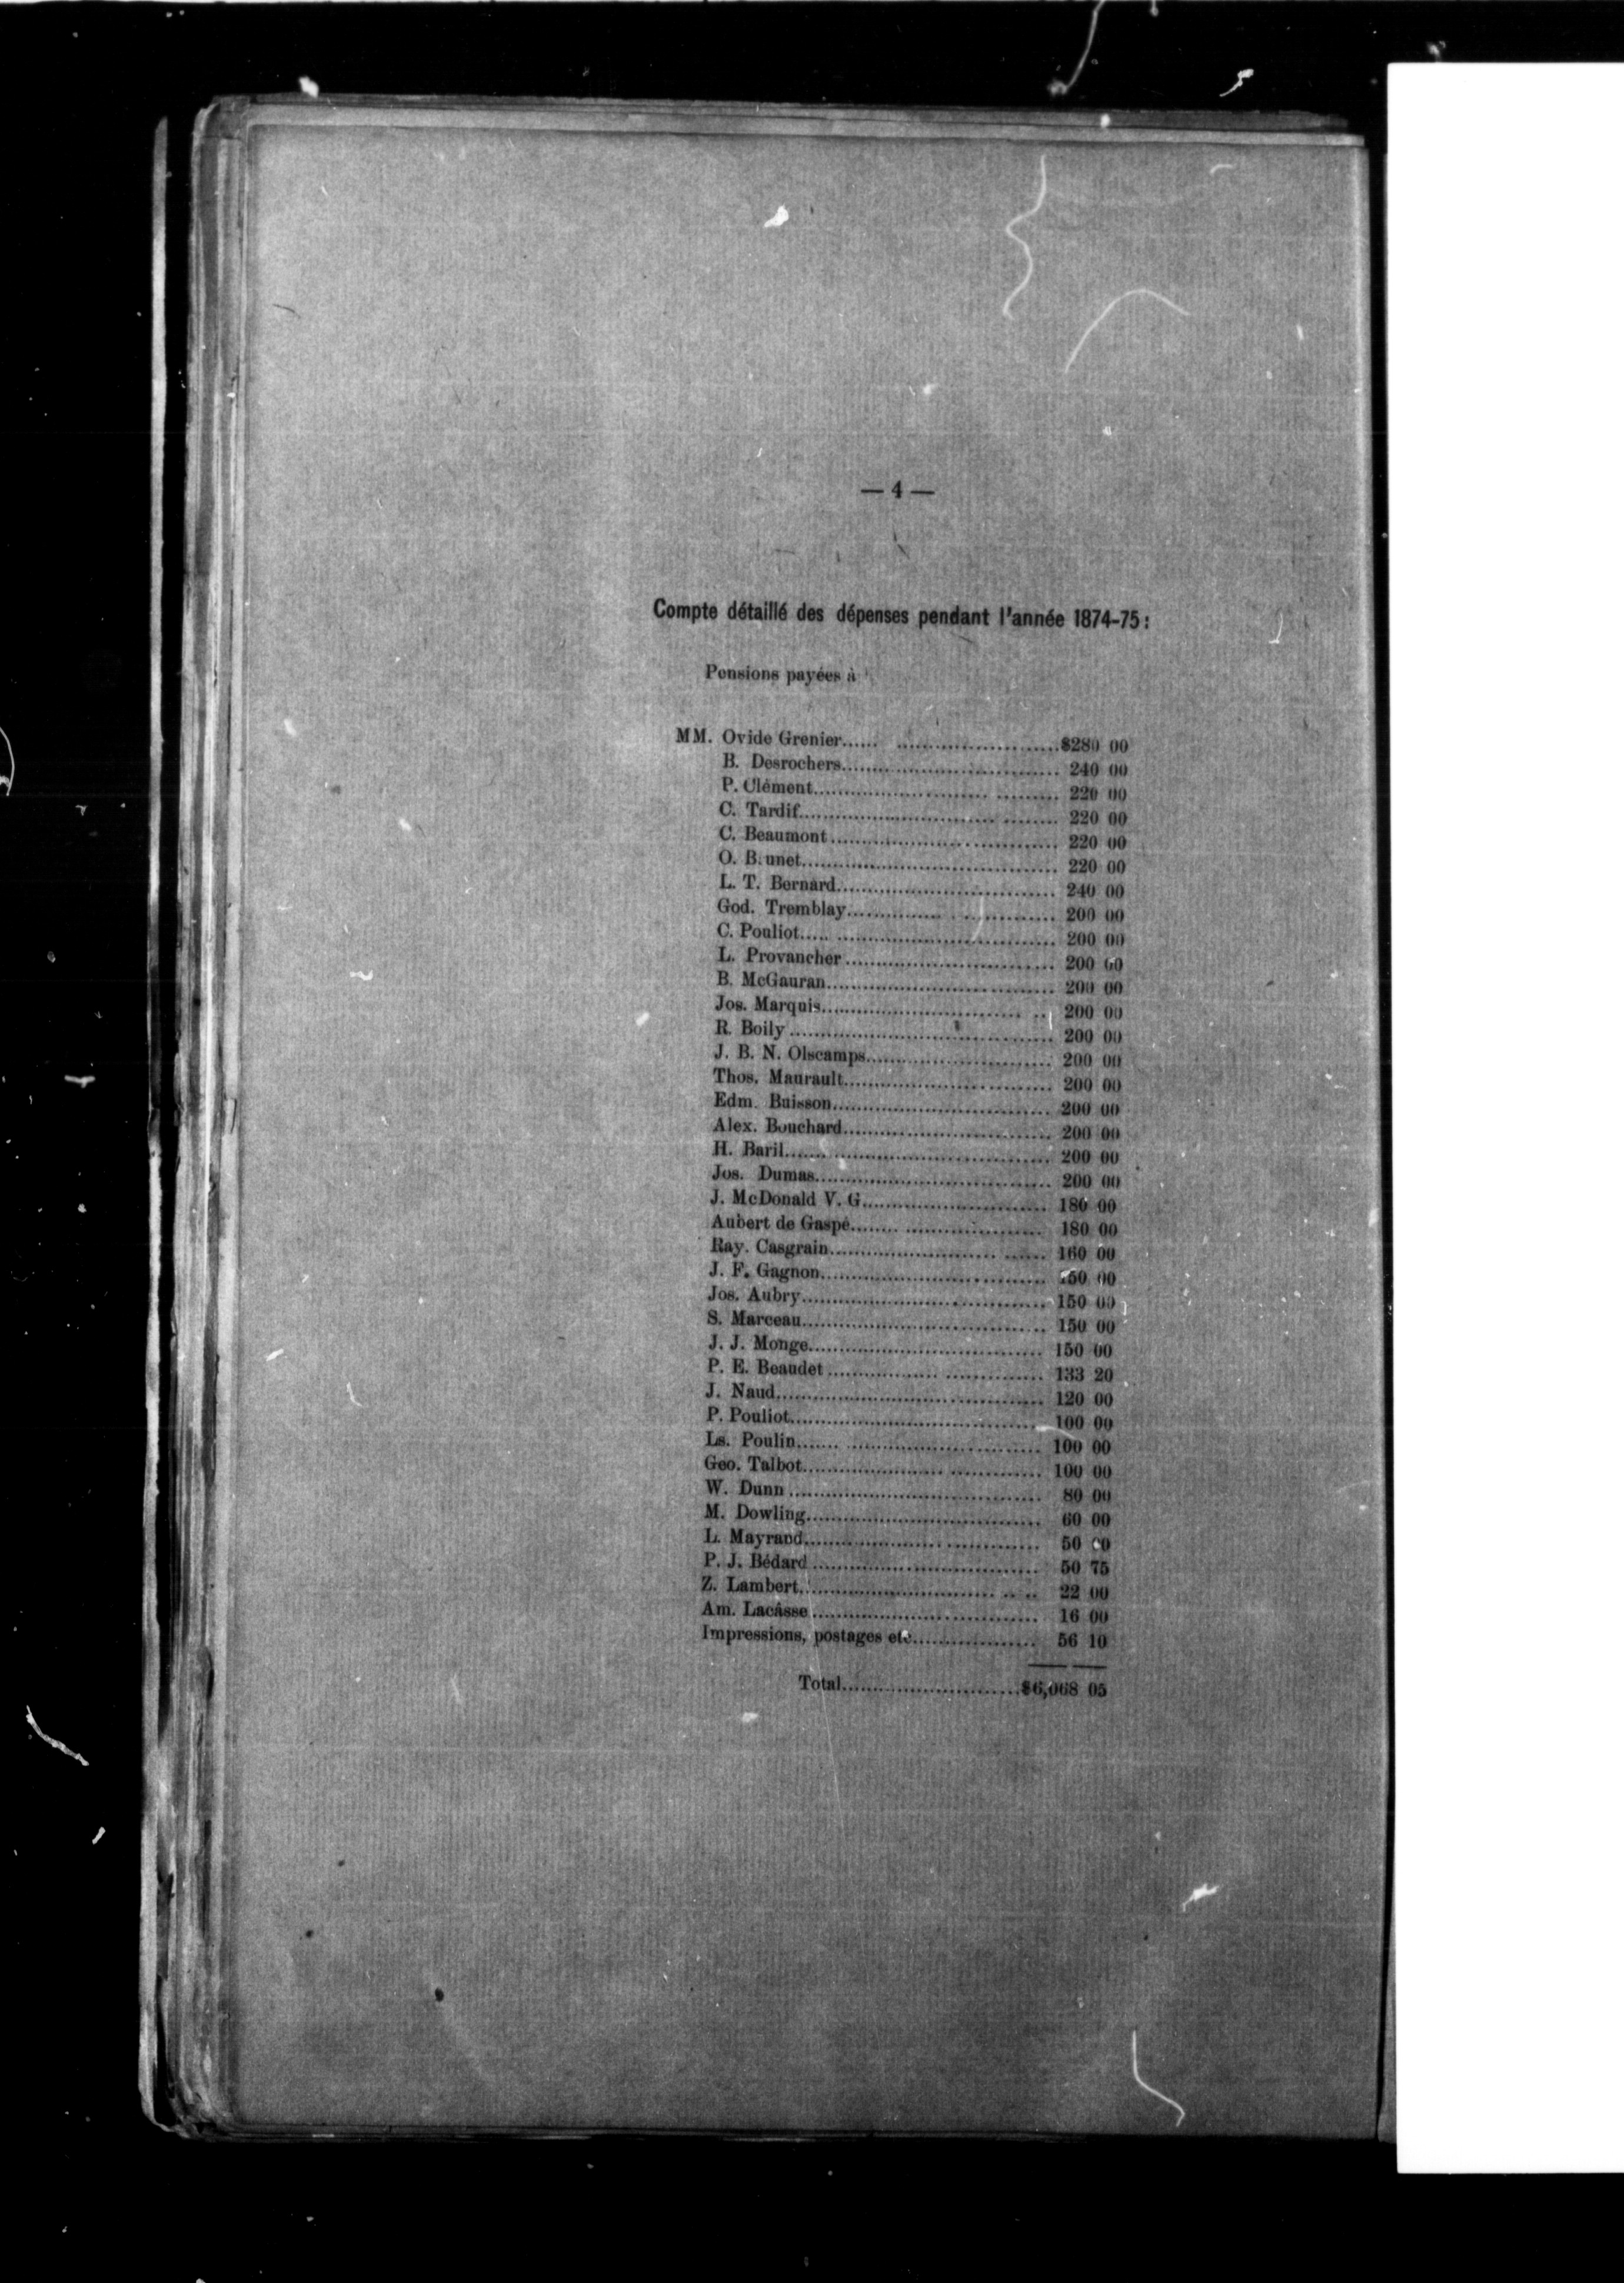 — 4 —
Compte détaillé des dépenses pendant l'année 1874-75:
Pensions payées à
MM. Ovide Grenier...... ..........................$280 00
B. Desrochers.................................... 240 00
P. Clément............................ .......... 220 00
C. Tardif................................ ......... 220 00
C. Beaumont.................................... 220 00
O. B.unet......................................... 220 00
L. T. Bernard................................... 240 00
God. Tremblay............... . ............... 200 00
C. Pouliot..... ................................... 200 00
L. Provancher.................................. 200 00
B. McGauran..................................... 200 00
Jos. Marquis................................ .. 200 00
R. Boily........................................... 200 00
J. B. N. Olscamps.............................. 200 00
Thos. Maurault................................. 200 00
Edm. Buisson................................... 200 00
Alex. Bouchard................................. 200 00
H. Baril....... ................................... 200 00
Jos. Dumas...................................... 200 00
J. McDonald V. G.............................. 180 00
Aubert de Gaspé........ ...................... 180 00
Ray. Casgrain........................... ....... 160 00
J. F. Gagnon.................................... 150 00
Jos. Aubry....................................... 150 00
S. Marceau....................................... 150 00
J. J. Monge...................................... 150 00
P. E. Beaudet.................. ................ 133 20
J. Naud........................................... 120 00
P. Pouliot........................................ 100 00
Ls. Poulin....... ................................ 100 00
Geo. Talbot....................... ............... 100 00
W. Dunn.......................................... 80 00
M. Dowling...................................... 60 00
L. Mayrand....................... ............... 50 00
P. J. Bédard..................................... 50 75
Z. Lambert................................ .. .. 22 00
Am. Lacâsse..................................... 16 00
Impressions, postages etc.................... 56 10
Total.............................$6,068 05